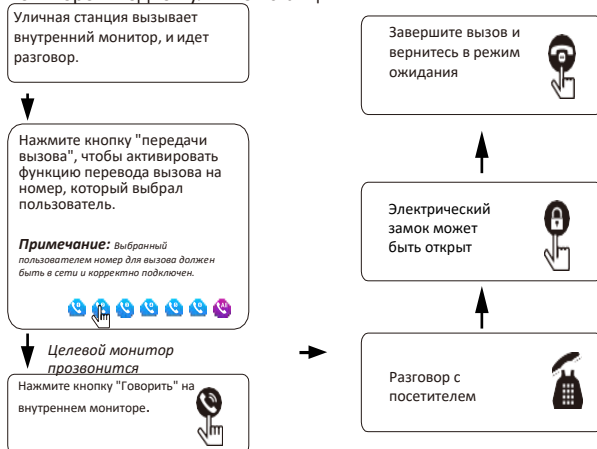 Уличная станция вызывает
внутренний монитор, и идет
разговор.
Нажмите кнопку "передачи
вызова", чтобы активировать
функцию перевода вызова на
номер, который выбрал
пользователь.
Примечание: Выбранный
пользователем номер для вызова должен
быть в сети и корректно подключен.
Целевой монитор
прозвонится
Нажмите кнопку "Говорить" на
внутреннем мониторе.
Завершите вызов и
вернитесь в режим
ожидания
Электрический
замок может
быть открыт
Разговор с
посетителем